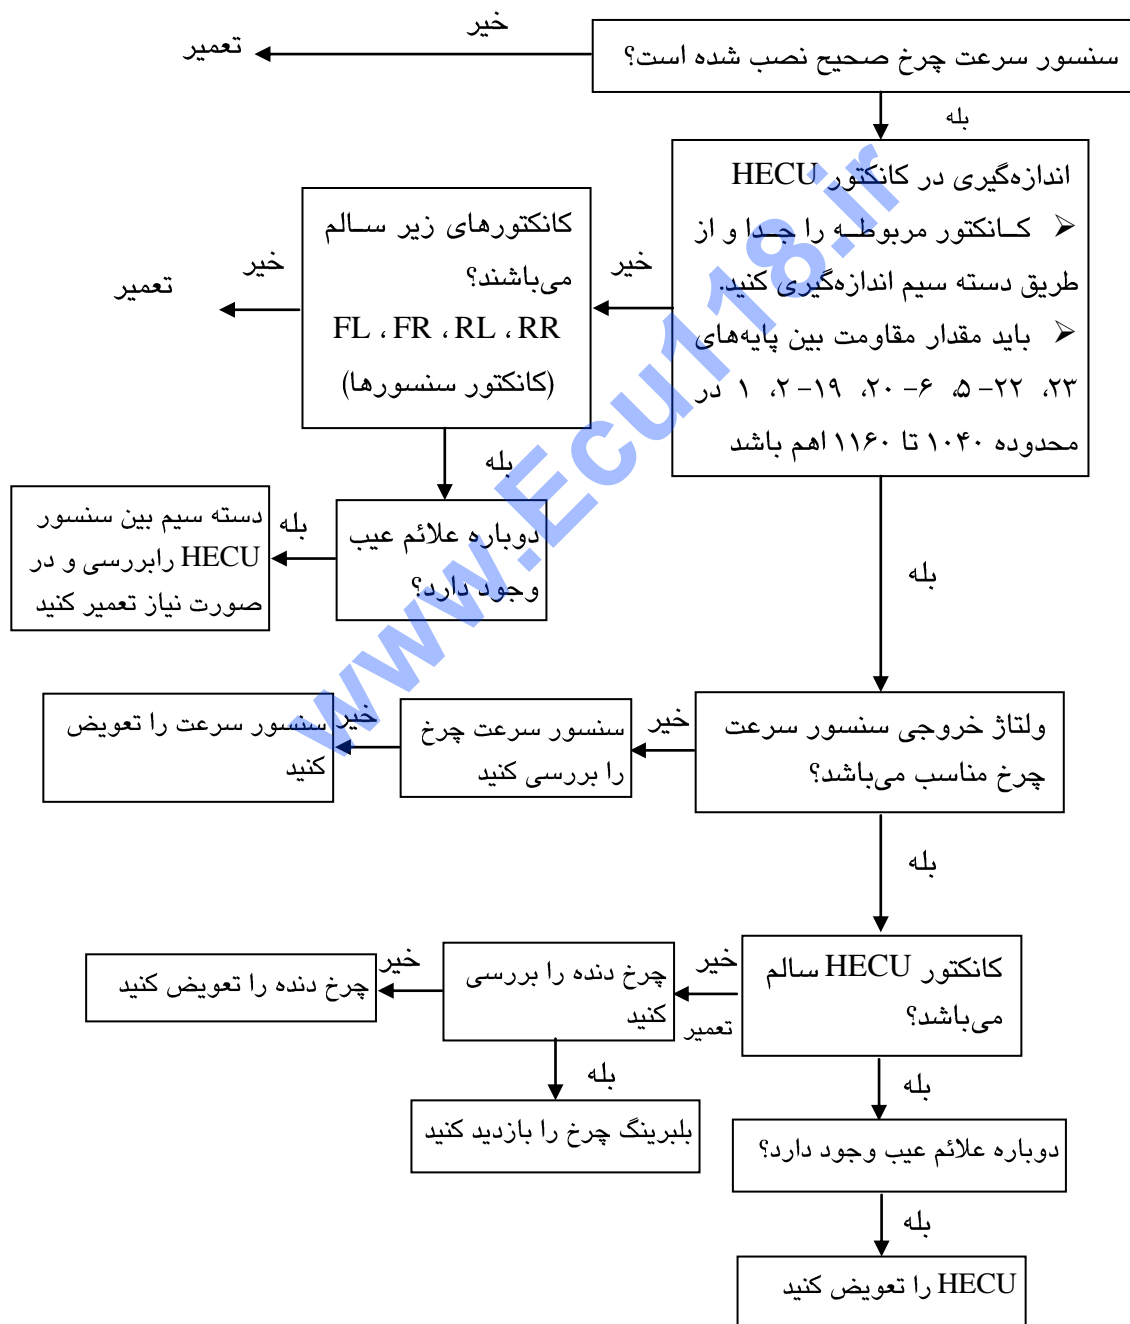 سنسور سرعت چرخ صحیح نصب شده است؟
خیر
تعمیر
بله
اندازه‌گیری در کانکتور HECU
➢ کـانکتور مربوطـه را جـدا و از
طریق دسته سیم اندازه‌گیری کنید.
➢ باید مقدار مقاومت بین پایه‌های
۲۳، ۲۲-۵، ۶-۲۰، ۱۹-۲، ۱ در
محدوده ۱۰۴۰ تا ۱۱۶۰ اهم باشد
خیر
کانکتورهای زیر سـالم
می‌باشند؟
FL ، FR ، RL ، RR
(کانکتور سنسورها)
خیر
تعمیر
بله
دوباره علائم عیب
وجود دارد؟
بله
دسته سیم بین سنسور
HECU رابررسی و در
صورت نیاز تعمیر کنید
بله
ولتاژ خروجی سنسور سرعت
چرخ مناسب می‌باشد؟
خیر
سنسور سرعت چرخ
را بررسی کنید
خیر
سنسور سرعت را تعویض
کنید
بله
کانکتور HECU سالم
می‌باشد؟
خیر
تعمیر
چرخ دنده را بررسی
کنید
خیر
چرخ دنده را تعویض کنید
بله
بلبرینگ چرخ را بازدید کنید
بله
دوباره علائم عیب وجود دارد؟
بله
HECU را تعویض کنید
www.Ecu118.ir